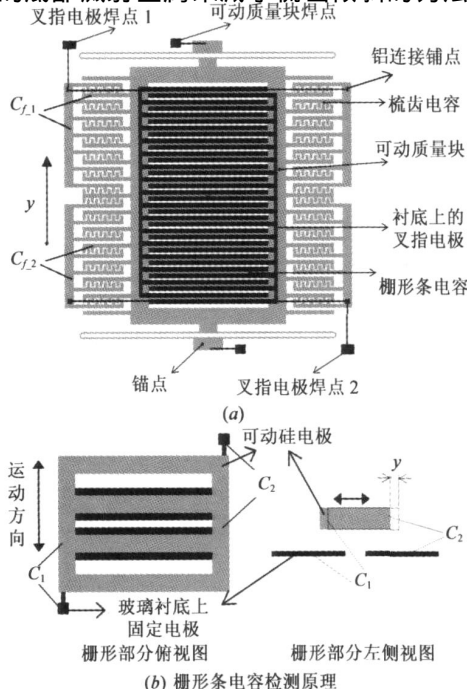 叉指电极焊点 1
可动质量块焊点
铝连接铺点
C_{f_1}
梳齿电容
可动质量块
y
衬底上的
叉指电极
C_{f_2}
栅形条电容
锚点
叉指电极焊点 2
(a)
可动硅电极
运动方向
y
C_2
C_2
C_1
C_1
玻璃衬底上
固定电极
栅形部分俯视图
栅形部分左侧视图
(b) 栅形条电容检测原理